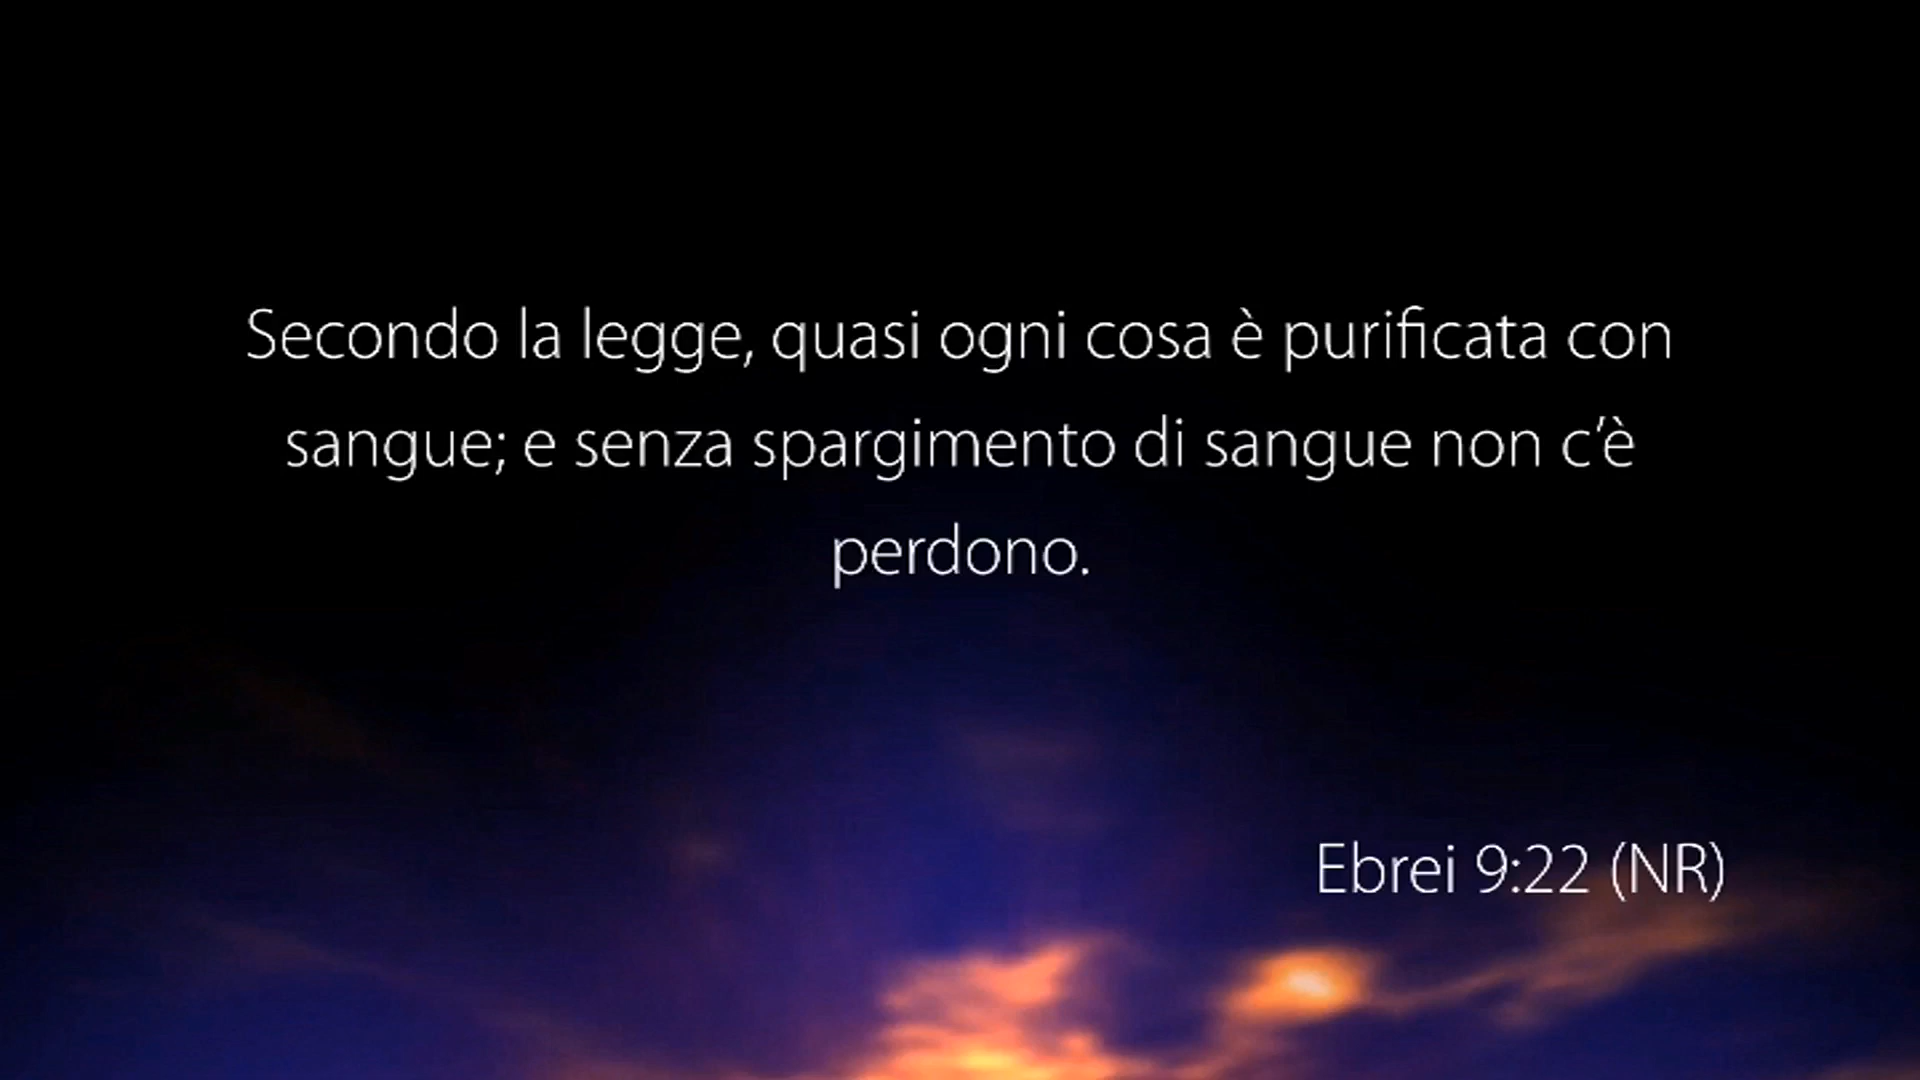 Secondo la legge, quasi ogni cosa è purificata con
sangue; e senza spargimento di sangue non c’è
perdono.
Ebrei 9:22 (NR)